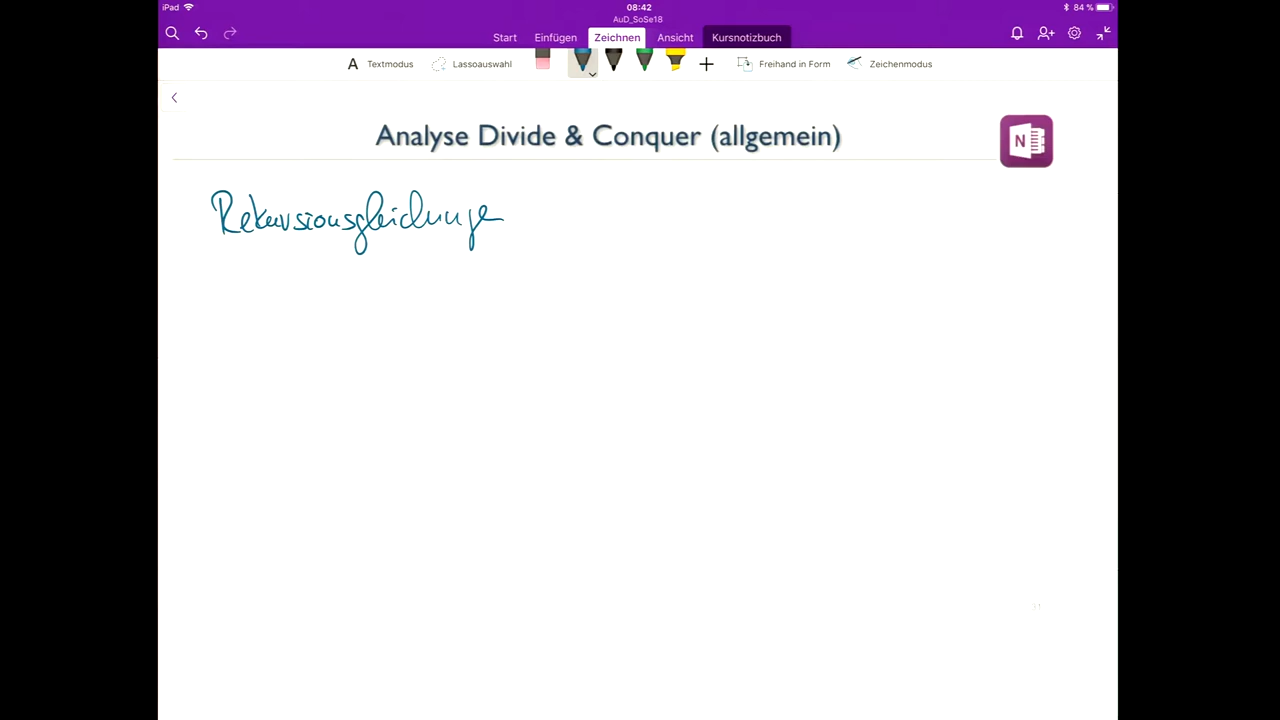 iPad 08:42 84 %
AuD_SoSe18
Start Einfügen Zeichnen Ansicht Kursnotizbuch
A Textmodus Lassoauswahl Freihand in Form Zeichenmodus
Analyse Divide & Conquer (allgemein)
N
Rekursionsgleichunge